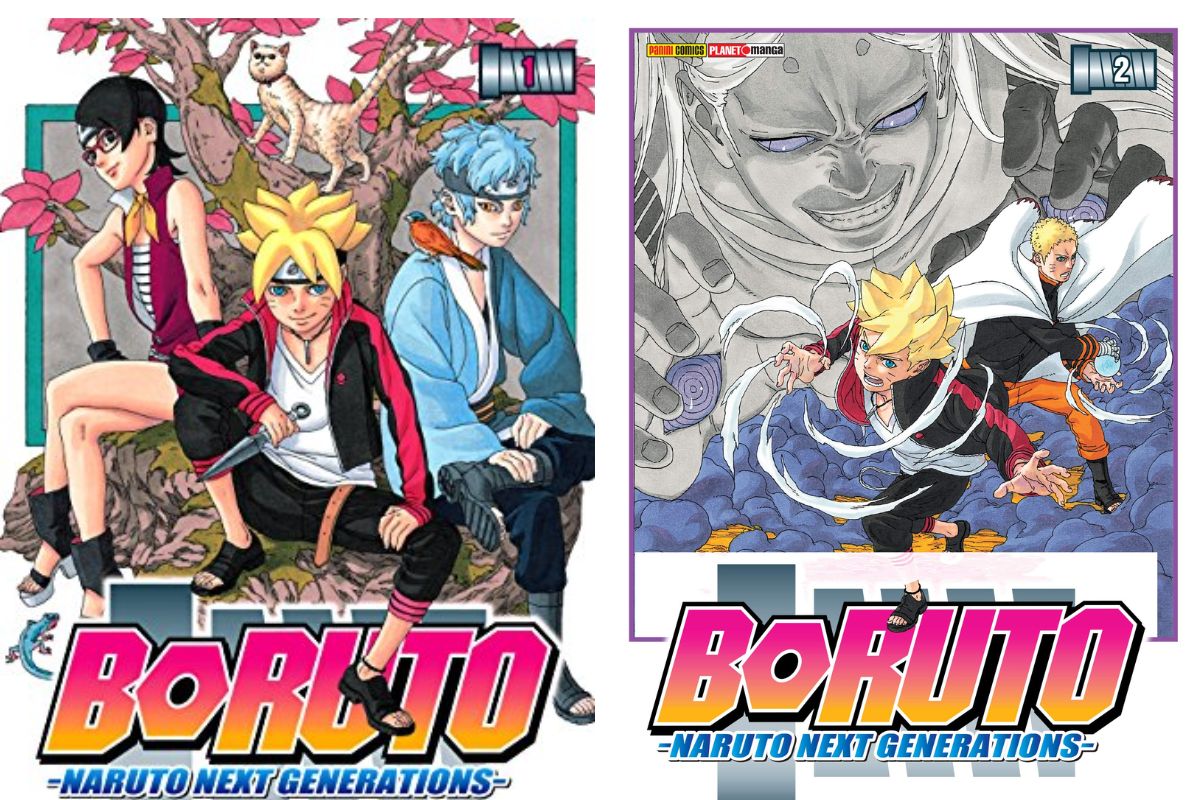 1
BORUTO
-NARUTO NEXT GENERATIONS-
PANINI COMICS PLANET MANGA
2
BORUTO
-NARUTO NEXT GENERATIONS-